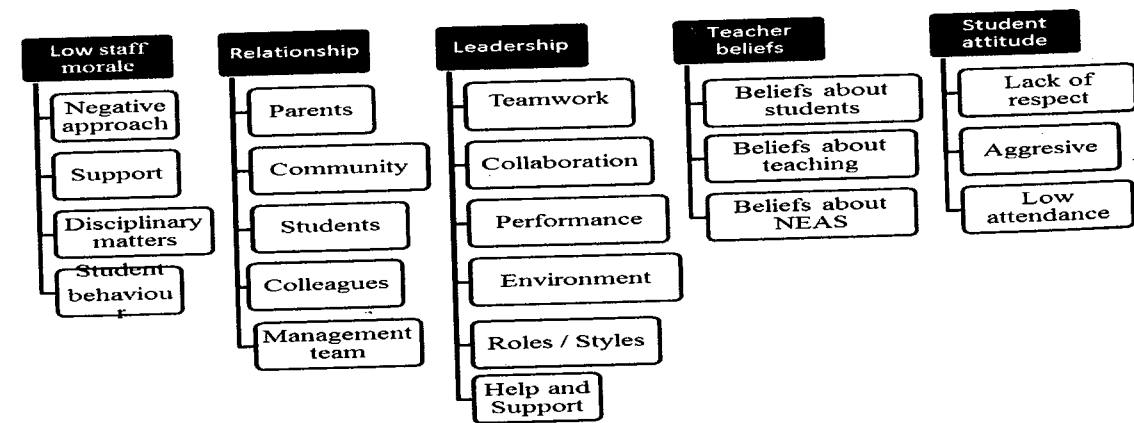 Low staff
morale
Negative
approach
Support
Disciplinary
matters
Student
behaviou
r
Relationship
Parents
Community
Students
Colleagues
Management
team
Leadership
Teamwork
Collaboration
Performance
Environment
Roles / Styles
Help and
Support
Teacher
beliefs
Beliefs about
students
Beliefs about
teaching
Beliefs about
NEAS
Student
attitude
Lack of
respect
Aggresive
Low
attendance